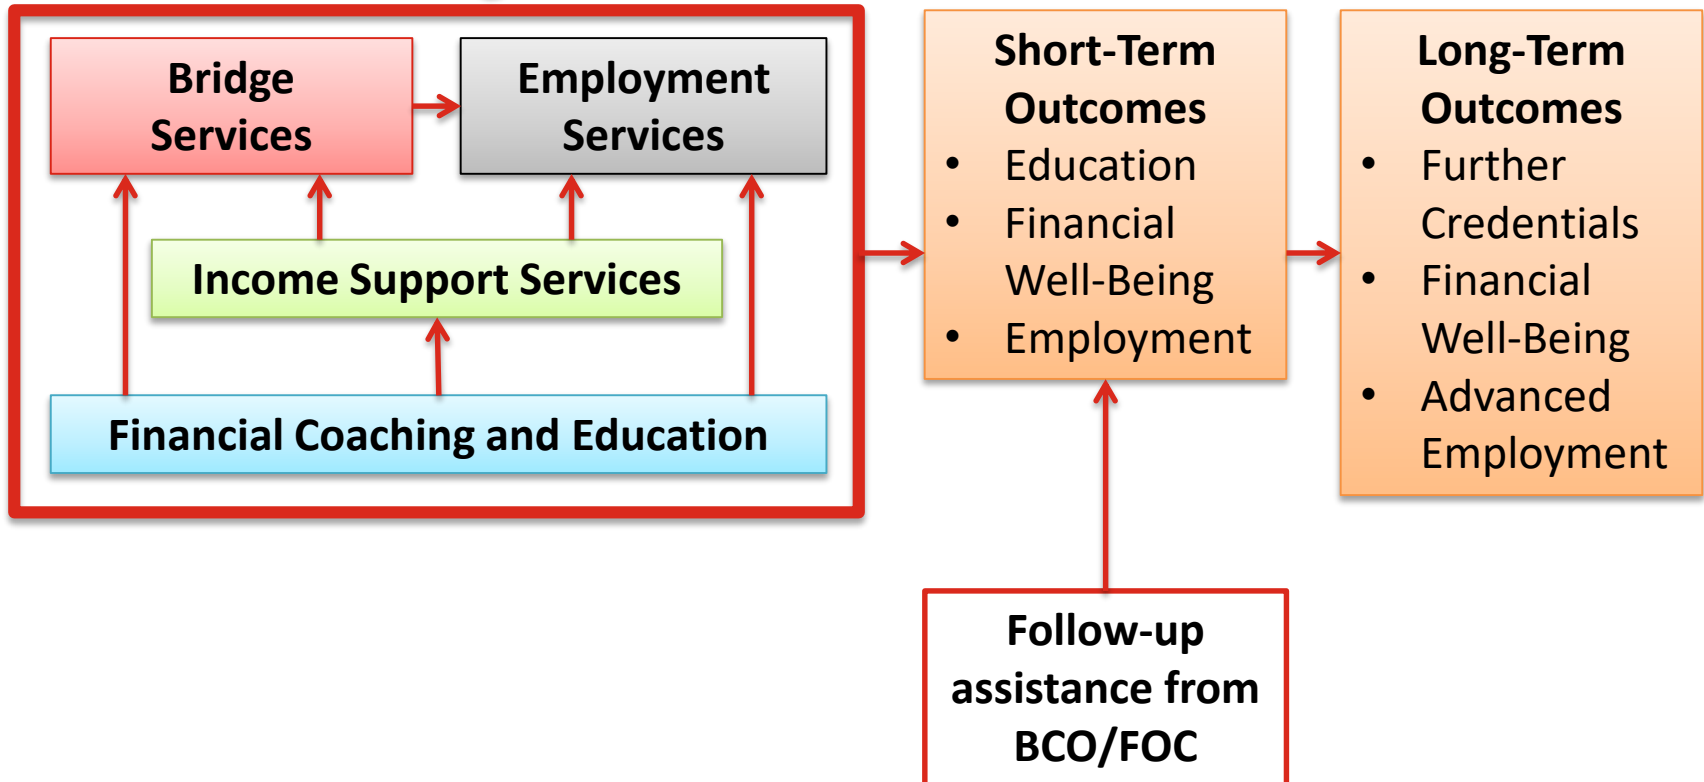 Bridge
Services
Employment
Services
Income Support Services
Financial Coaching and Education
Short-Term
Outcomes
• Education
• Financial
Well-Being
• Employment
Long-Term
Outcomes
• Further
Credentials
• Financial
Well-Being
• Advanced
Employment
Follow-up
assistance from
BCO/FOC